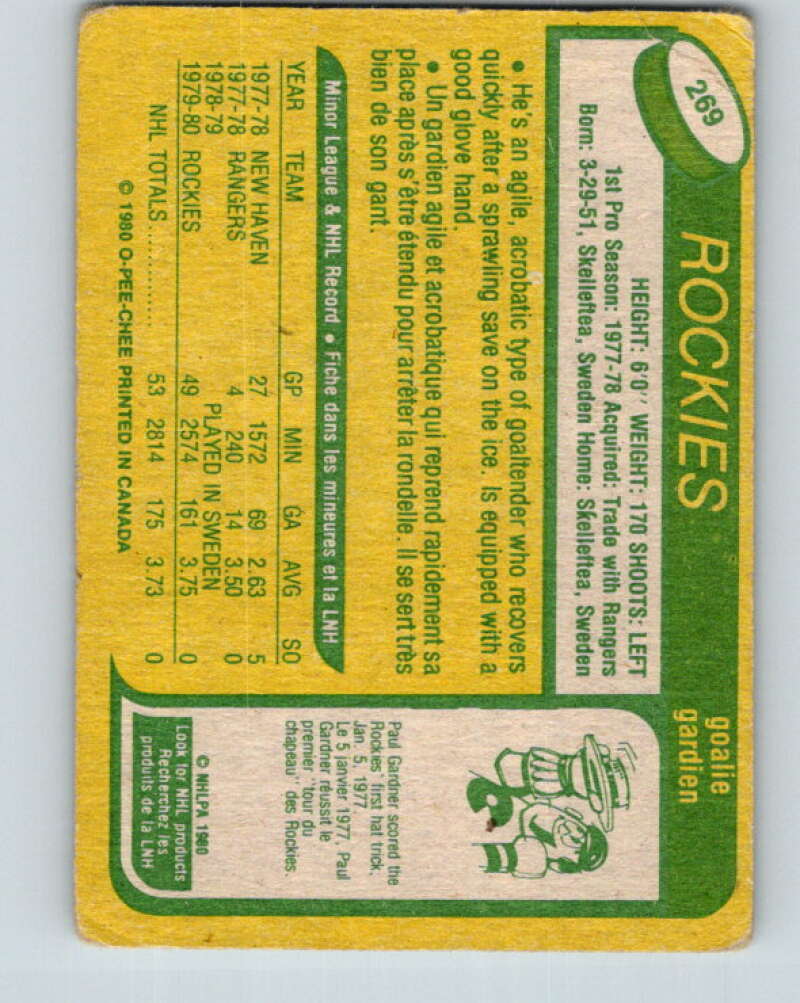 269
ROCKIES
goalie
gardien
HEIGHT: 6'0" WEIGHT: 170 SHOOTS: LEFT
1st Pro Season: 1977-78 Acquired: Trade with Rangers
Born: 3-29-51, Skelleftea, Sweden Home: Skelleftea, Sweden
• He's an agile, acrobatic type of goaltender who recovers
quickly after a sprawling save on the ice. Is equipped with a
good glove hand.
• Un gardien agile et acrobatique qui reprend rapidement sa
place après s'être étendu pour arrêter la rondelle. Il se sert très
bien de son gant.
Minor League & NHL Record • Fiche dans les mineures et la LNH
YEAR TEAM GP MIN GA AVG SO
1977-78 NEW HAVEN 27 1572 69 2.63 5
1977-78 RANGERS 4 240 14 3.50 0
1978-79 PLAYED IN SWEDEN
1979-80 ROCKIES 49 2574 161 3.75 0
NHL TOTALS.............. 53 2814 175 3.73 0
© 1980 O-PEE-CHEE PRINTED IN CANADA
Paul Gardner scored the
Rockies' first hat trick,
Jan. 5, 1977
Le 5 janvier 1977, Paul
Gardner réussit le
premier "tour du
chapeau" des Rockies.
© NHLPA 1980
Look for NHL products
Recherchez les
produits de la LNH